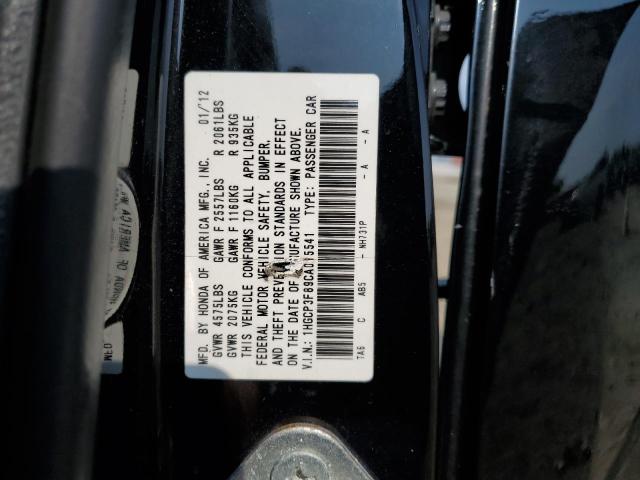 MFD. BY HONDA OF AMERICA MFG., INC. 01/12
GVWR 4575LBS GAWR F 2557LBS R 2061LBS
GVWR 2075KG GAWR F 1160KG R 935KG
THIS VEHICLE CONFORMS TO ALL APPLICABLE
FEDERAL MOTOR VEHICLE SAFETY, BUMPER,
AND THEFT PREVENTION STANDARDS IN EFFECT
ON THE DATE OF MANUFACTURE SHOWN ABOVE.
V.I.N.: 1HGCP3F89CA015541 TYPE: PASSENGER CAR
TA6 C AB5 - NH731P - A - A